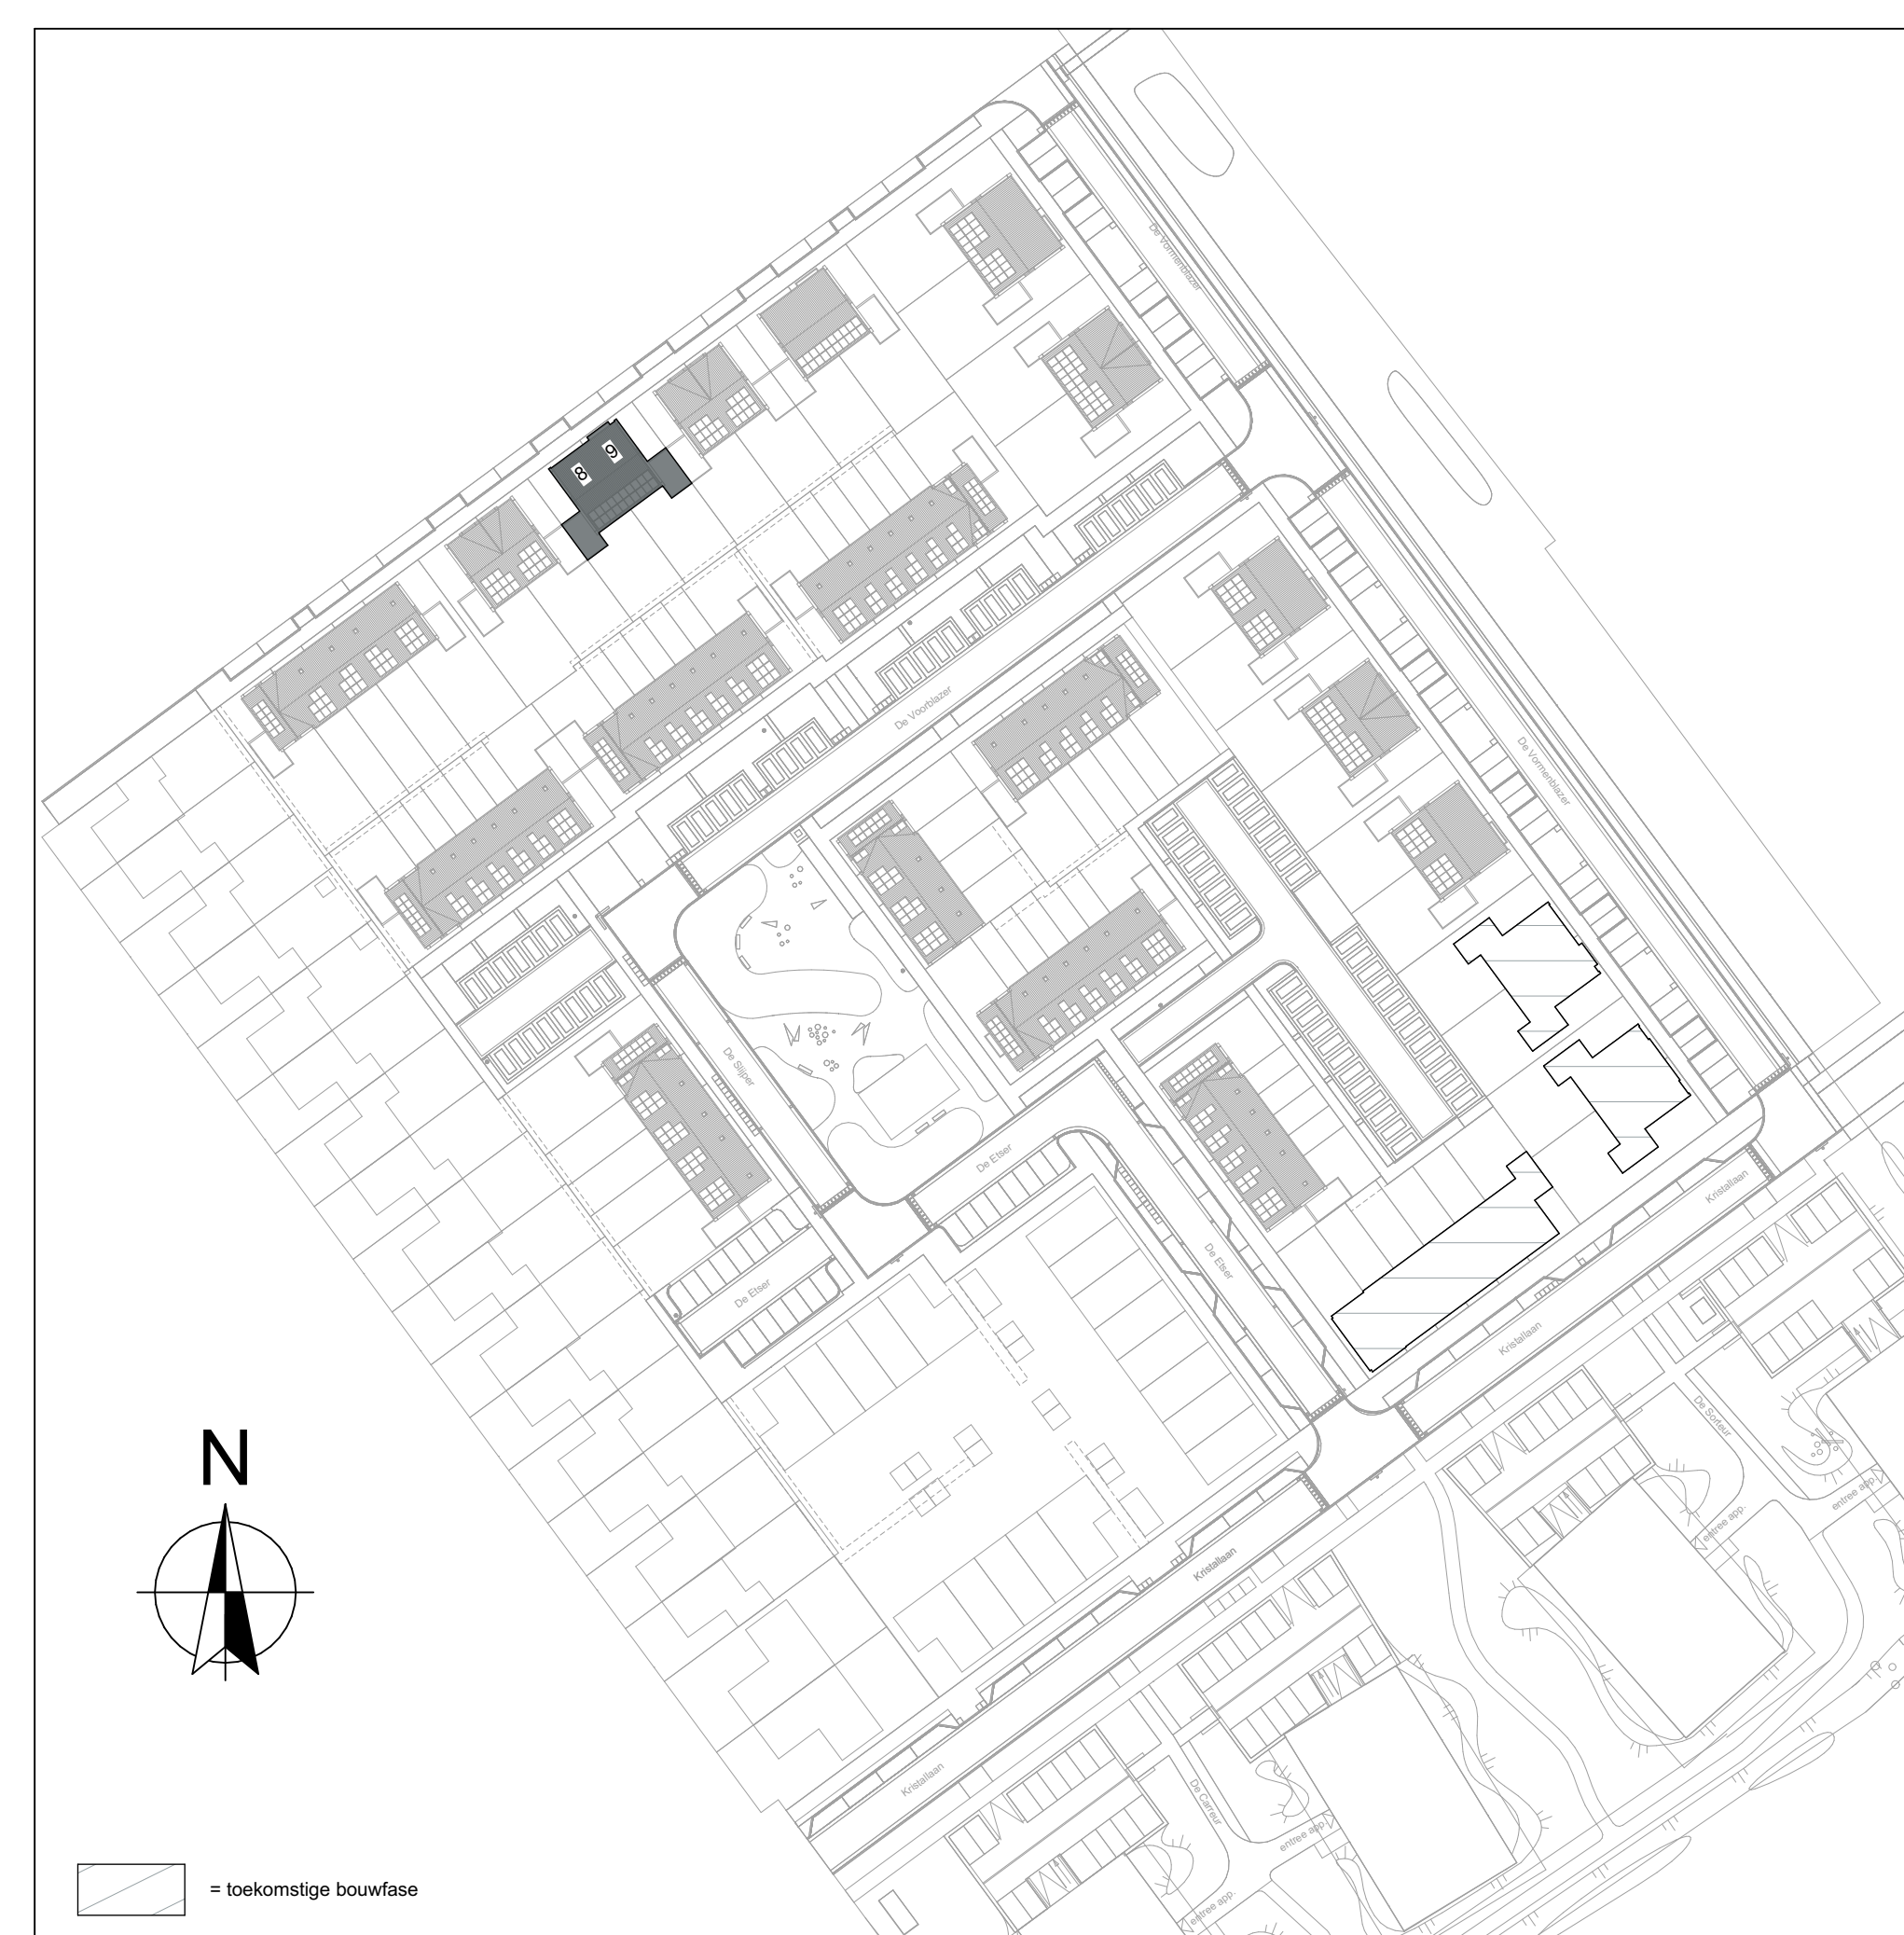 De Vormenblazer
9
8
De Voorblazer
De Vormenblazer
De Slijper
De Etser
Kristallaan
De Etser
De Etser
Kristallaan
De Sorteur
N
entree app.
entree app.
Kristallaan
Kristallaan
De Carreur
entree app.
= toekomstige bouwfase
entree app.